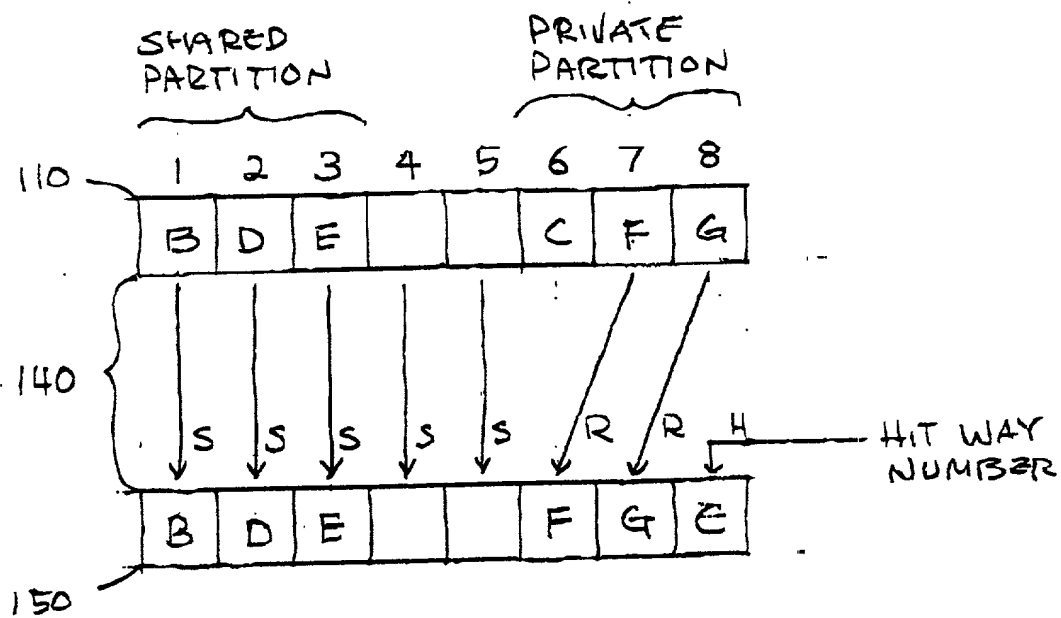 SHARED
PARTITION
PRIVATE
PARTITION
1 2 3 4 5 6 7 8
110
B D E C F G
140
S S S S S R R H
HIT WAY
NUMBER
B D E F G C
150